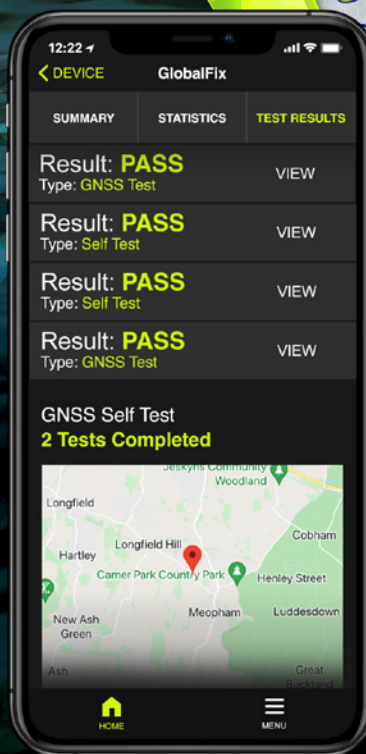 12:22
DEVICE
GlobalFix
SUMMARY
STATISTICS
TEST RESULTS
Result: PASS
Type: GNSS Test
VIEW
Result: PASS
Type: Self Test
VIEW
Result: PASS
Type: Self Test
VIEW
Result: PASS
Type: GNSS Test
VIEW
GNSS Self Test
2 Tests Completed
Jeskyns Community
Woodland
Longfield
Cobham
Longfield Hill
Hartley
Camer Park Country Park
Henley Street
Meopham
Luddesdown
New Ash
Green
Ash
Great
Buckland
HOME
MENU